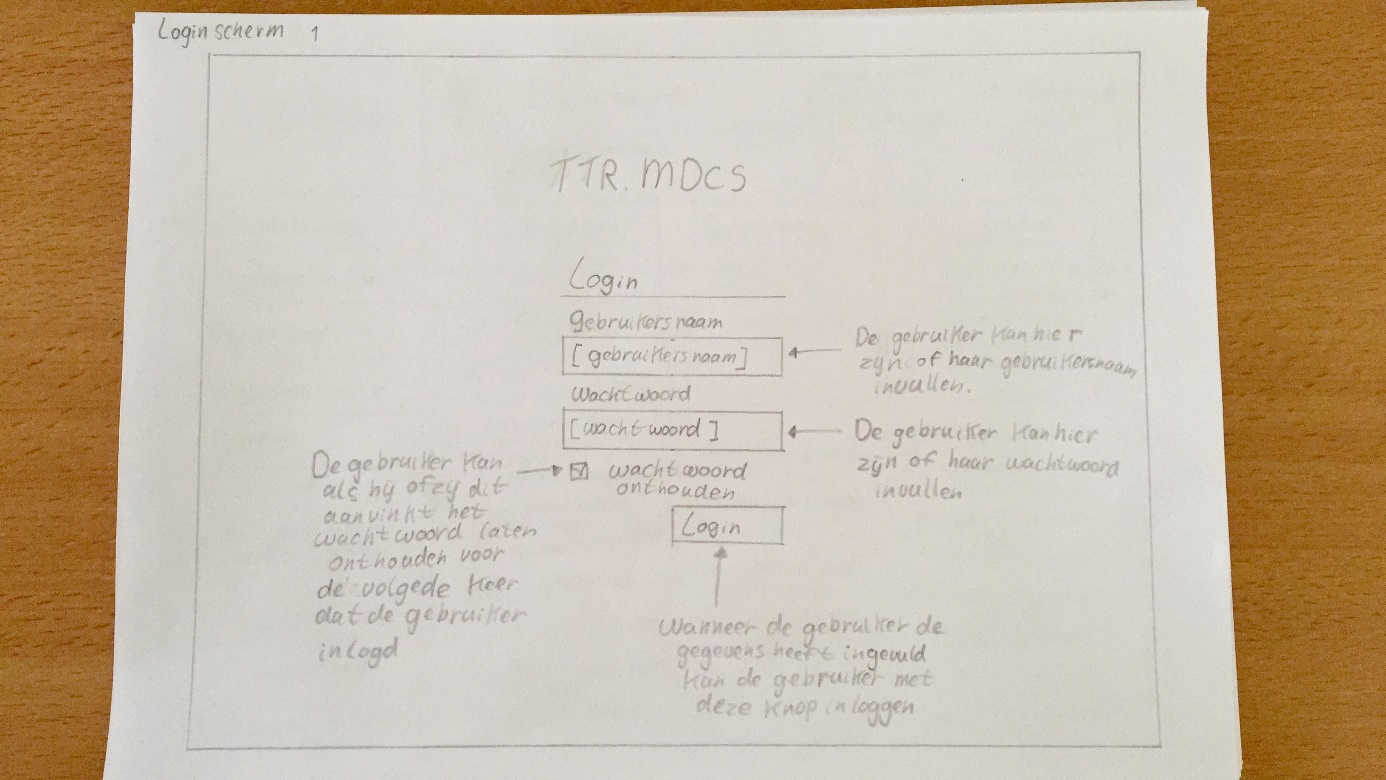 Login scherm 1
TTR. MDCS
Login
gebruikersnaam
[gebruikersnaam]
De gebruiker kan hier
zijn of haar gebruikersnaam
invullen.
wachtwoord
[wachtwoord]
De gebruiker kan hier
zijn of haar wachtwoord
invullen
wachtwoord
onthouden
De gebruiker kan
als hij of zij dit
aanvinkt het
wachtwoord laten
onthouden voor
de volgede keer
dat de gebruiker
inlogd
Login
Wanneer de gebruiker de
gegevens heeft ingevuld
kan de gebruiker met
deze knop inloggen